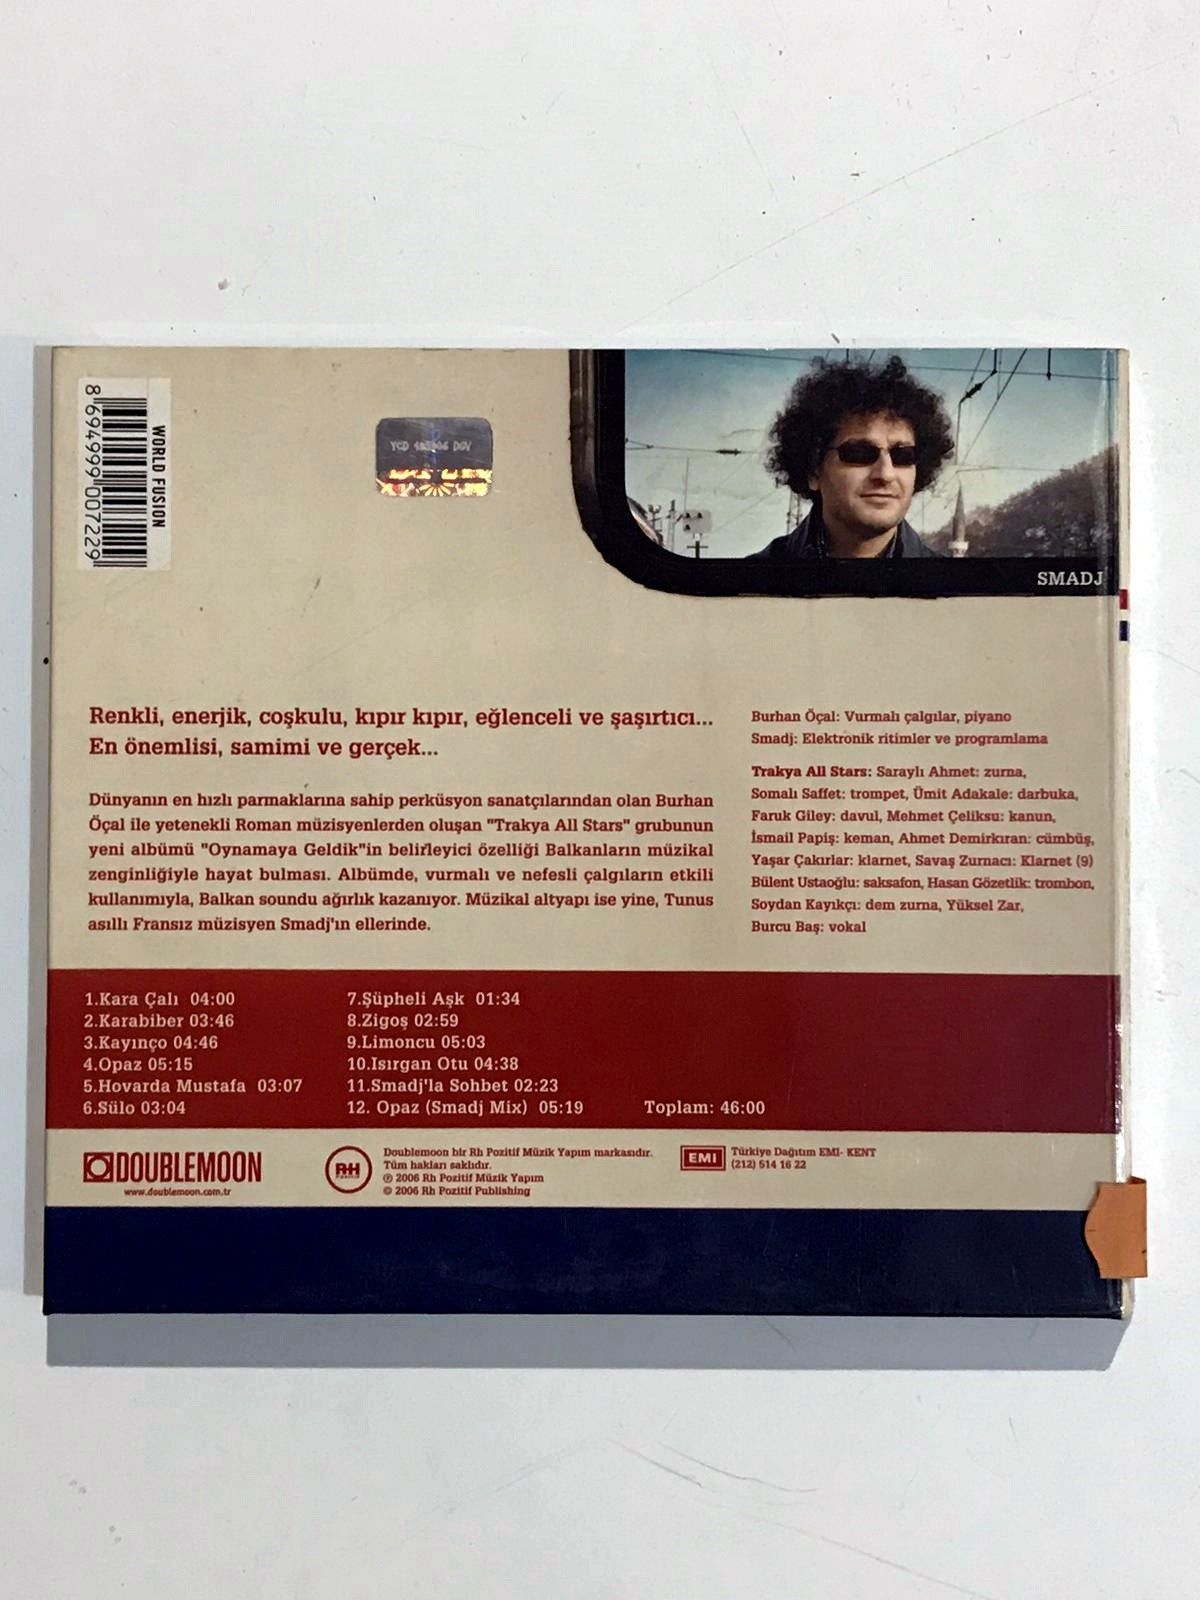 8 694999 007229
WORLD FUSION
SMADJ
Renkli, enerjik, coşkulu, kıpır kıpır, eğlenceli ve şaşırtıcı...
En önemlisi, samimi ve gerçek...
Dünyanın en hızlı parmaklarına sahip perküsyon sanatçılarından olan Burhan
Öçal ile yetenekli Roman müzisyenlerden oluşan "Trakya All Stars" grubunun
yeni albümü "Oynamaya Geldik"in belirleyici özelliği Balkanların müzikal
zenginliğiyle hayat bulması. Albümde, vurmalı ve nefesli çalgıların etkili
kullanımıyla, Balkan soundu ağırlık kazanıyor. Müzikal altyapı ise yine, Tunus
asıllı Fransız müzisyen Smadj'ın ellerinde.
Burhan Öçal: Vurmalı çalgılar, piyano
Smadj: Elektronik ritimler ve programlama
Trakya All Stars: Saraylı Ahmet: zurna,
Somalı Saffet: trompet, Ümit Adakale: darbuka,
Faruk Giley: davul, Mehmet Çeliksu: kanun,
İsmail Papiş: keman, Ahmet Demirkıran: cümbüş,
Yaşar Çakırlar: klarnet, Savaş Zurnacı: Klarnet (9)
Bülent Ustaoğlu: saksafon, Hasan Gözetlik: trombon,
Soydan Kayıkçı: dem zurna, Yüksel Zar,
Burcu Baş: vokal
1.Kara Çalı 04:00
2.Karabiber 03:46
3.Kayınço 04:46
4.Opaz 05:15
5.Hovarda Mustafa 03:07
6.Sülo 03:04
7.Şüpheli Aşk 01:34
8.Zigoş 02:59
9.Limoncu 05:03
10.Isırgan Otu 04:38
11.Smadj'la Sohbet 02:23
12. Opaz (Smadj Mix) 05:19
Toplam: 46:00
DOUBLEMOON
www.doublemoon.com.tr
RH
POZITIF
Doublemoon bir Rh Pozitif Müzik Yapım markasıdır.
Tüm hakları saklıdır.
℗ 2006 Rh Pozitif Müzik Yapım
© 2006 Rh Pozitif Publishing
EMI
Türkiye Dağıtım EMI- KENT
(212) 514 16 22